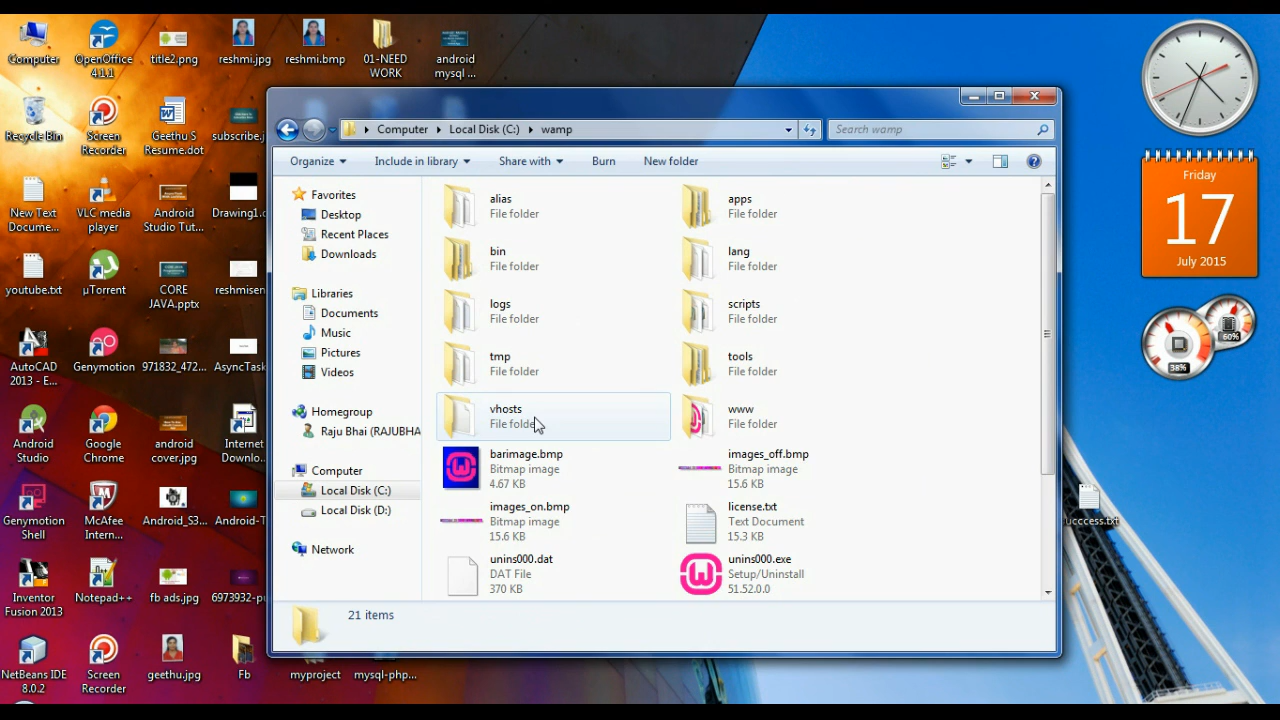 Computer
OpenOffice
4.1.1
title2.png
reshmi.jpg
reshmi.bmp
01-NEED
WORK
android
mysql ...
Recycle Bin
Screen
Recorder
Geethu S
Resume.dot
subscribe.j
New Text
Docume...
VLC media
player
Android
Studio Tut...
Drawing1.c
youtube.txt
µTorrent
CORE
JAVA.pptx
reshmisen
AutoCAD
2013 - E...
Genymotion
971832_472...
AsyncTask
Android
Studio
Google
Chrome
android
cover.jpg
Internet
Downlo...
Genymotion
Shell
McAfee
Intern...
Android_S3...
Android-T
Inventor
Fusion 2013
Notepad++
fb ads.jpg
6973932-pu
NetBeans IDE
8.0.2
Screen
Recorder
geethu.jpg
Fb
myproject
mysql-php...
Computer
Local Disk (C:)
wamp
Search wamp
Organize
Include in library
Share with
Burn
New folder
Favorites
Desktop
Recent Places
Downloads
Libraries
Documents
Music
Pictures
Videos
Homegroup
Raju Bhai (RAJUBHA
Computer
Local Disk (C:)
Local Disk (D:)
Network
alias
File folder
apps
File folder
bin
File folder
lang
File folder
logs
File folder
scripts
File folder
tmp
File folder
tools
File folder
vhosts
File folder
www
File folder
barimage.bmp
Bitmap image
4.67 KB
images_off.bmp
Bitmap image
15.6 KB
images_on.bmp
Bitmap image
15.6 KB
license.txt
Text Document
15.3 KB
unins000.dat
DAT File
370 KB
unins000.exe
Setup/Uninstall
51.52.0.0
21 items
Friday
17
July 2015
60%
38%
ucccess.txt